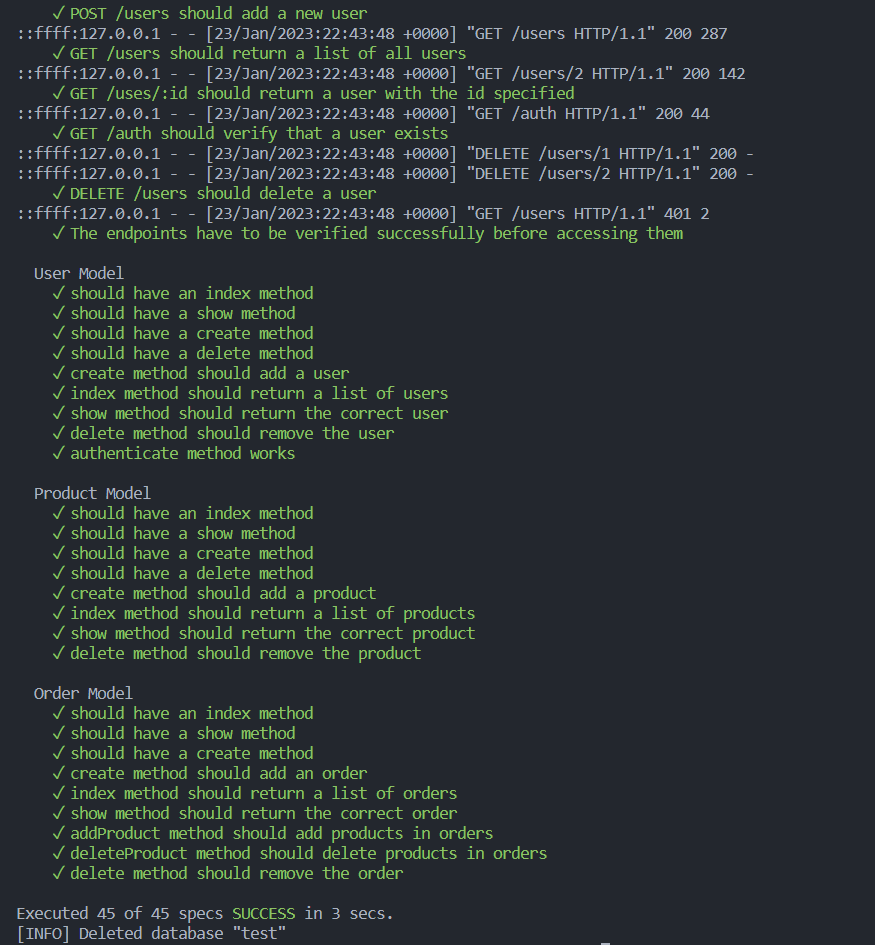 ✓ POST /users should add a new user
::ffff:127.0.0.1 - - [23/Jan/2023:22:43:48 +0000] "GET /users HTTP/1.1" 200 287
✓ GET /users should return a list of all users
::ffff:127.0.0.1 - - [23/Jan/2023:22:43:48 +0000] "GET /users/2 HTTP/1.1" 200 142
✓ GET /uses/:id should return a user with the id specified
::ffff:127.0.0.1 - - [23/Jan/2023:22:43:48 +0000] "GET /auth HTTP/1.1" 200 44
✓ GET /auth should verify that a user exists
::ffff:127.0.0.1 - - [23/Jan/2023:22:43:48 +0000] "DELETE /users/1 HTTP/1.1" 200 -
::ffff:127.0.0.1 - - [23/Jan/2023:22:43:48 +0000] "DELETE /users/2 HTTP/1.1" 200 -
✓ DELETE /users should delete a user
::ffff:127.0.0.1 - - [23/Jan/2023:22:43:48 +0000] "GET /users HTTP/1.1" 401 2
✓ The endpoints have to be verified successfully before accessing them
User Model
✓ should have an index method
✓ should have a show method
✓ should have a create method
✓ should have a delete method
✓ create method should add a user
✓ index method should return a list of users
✓ show method should return the correct user
✓ delete method should remove the user
✓ authenticate method works
Product Model
✓ should have an index method
✓ should have a show method
✓ should have a create method
✓ should have a delete method
✓ create method should add a product
✓ index method should return a list of products
✓ show method should return the correct product
✓ delete method should remove the product
Order Model
✓ should have an index method
✓ should have a show method
✓ should have a create method
✓ create method should add an order
✓ index method should return a list of orders
✓ show method should return the correct order
✓ addProduct method should add products in orders
✓ deleteProduct method should delete products in orders
✓ delete method should remove the order
Executed 45 of 45 specs SUCCESS in 3 secs.
[INFO] Deleted database "test"